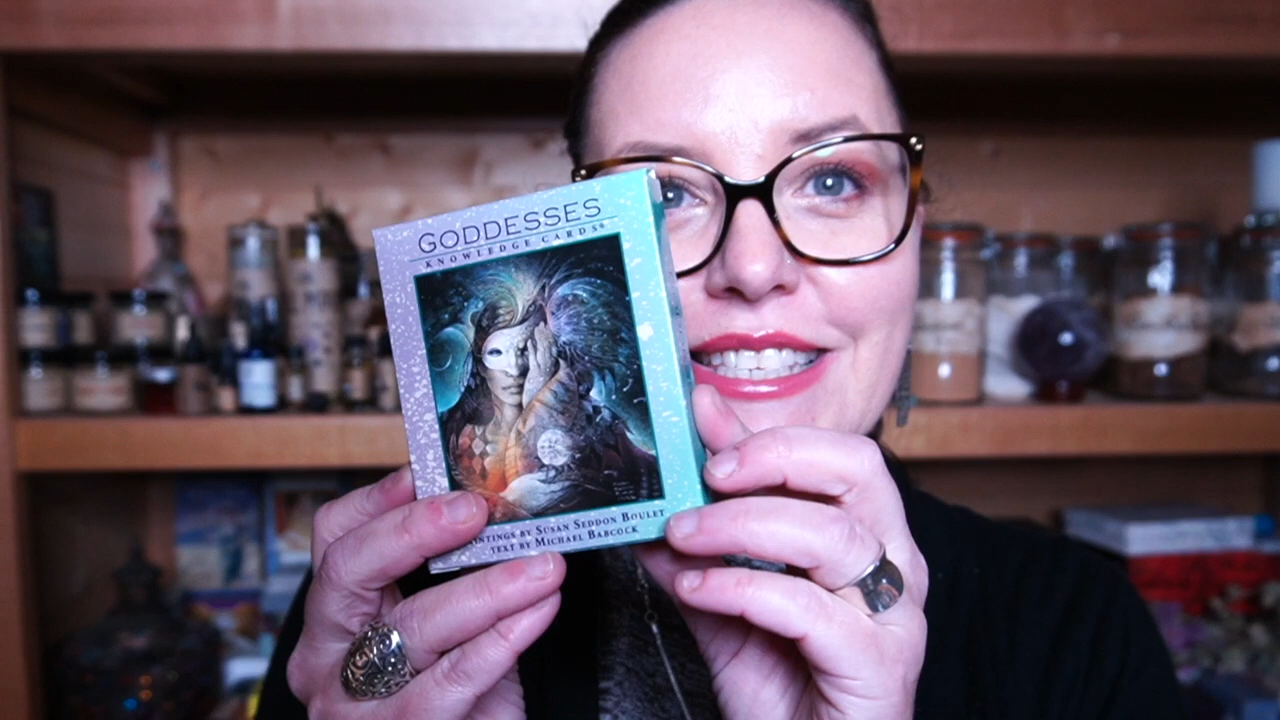 GODDESSES
KNOWLEDGE CARDS®
PAINTINGS BY SUSAN SEDDON BOULET
TEXT BY MICHAEL BABCOCK